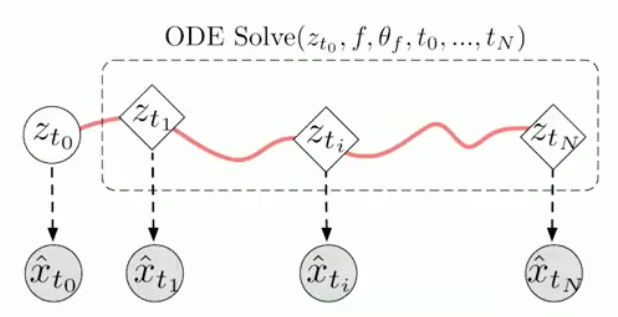 ODE Solve(z_{t_0}, f, θ_f, t_0, ..., t_N)
z_{t_0} z_{t_1} z_{t_i} z_{t_N}
x̂_{t_0} x̂_{t_1} x̂_{t_i} x̂_{t_N}